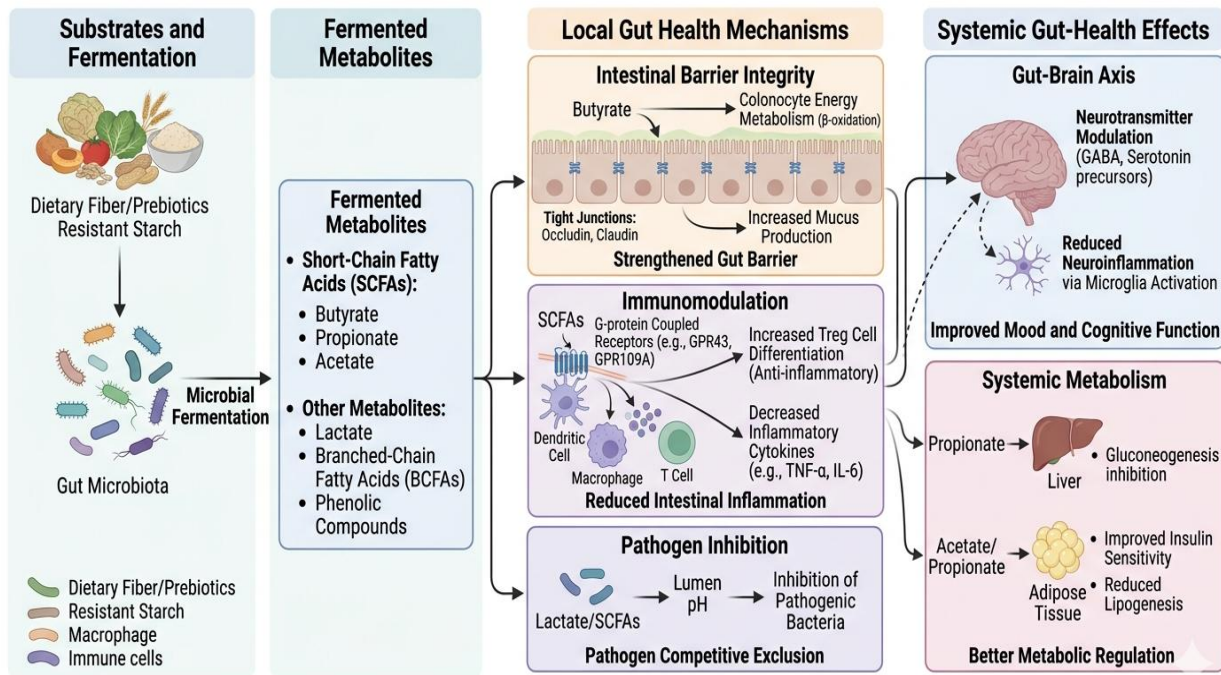 Substrates and
Fermentation
Dietary Fiber/Prebiotics
Resistant Starch
Gut Microbiota
Microbial
Fermentation
Dietary Fiber/Prebiotics
Resistant Starch
Macrophage
Immune cells
Fermented
Metabolites
Fermented
Metabolites
• Short-Chain Fatty
Acids (SCFAs):
• Butyrate
• Propionate
• Acetate
• Other Metabolites:
• Lactate
• Branched-Chain
Fatty Acids (BCFAs)
• Phenolic
Compounds
Local Gut Health Mechanisms
Intestinal Barrier Integrity
Butyrate
Colonocyte Energy
Metabolism (β-oxidation)
Tight Junctions:
Occludin, Claudin
Increased Mucus
Production
Strengthened Gut Barrier
Immunomodulation
SCFAs
G-protein Coupled
Receptors (e.g., GPR43,
GPR109A)
Increased Treg Cell
Differentiation
(Anti-inflammatory)
Dendritic
Cell
Macrophage
T Cell
Decreased
Inflammatory
Cytokines
(e.g., TNF-α, IL-6)
Reduced Intestinal Inflammation
Pathogen Inhibition
Lactate/SCFAs
Lumen
pH
Inhibition of
Pathogenic
Bacteria
Pathogen Competitive Exclusion
Systemic Gut-Health Effects
Gut-Brain Axis
Neurotransmitter
Modulation
(GABA, Serotonin
precursors)
Reduced
Neuroinflammation
via Microglia Activation
Improved Mood and Cognitive Function
Systemic Metabolism
Propionate
Liver
• Gluconeogenesis
inhibition
Acetate/
Propionate
Adipose
Tissue
• Improved Insulin
Sensitivity
• Reduced
Lipogenesis
Better Metabolic Regulation